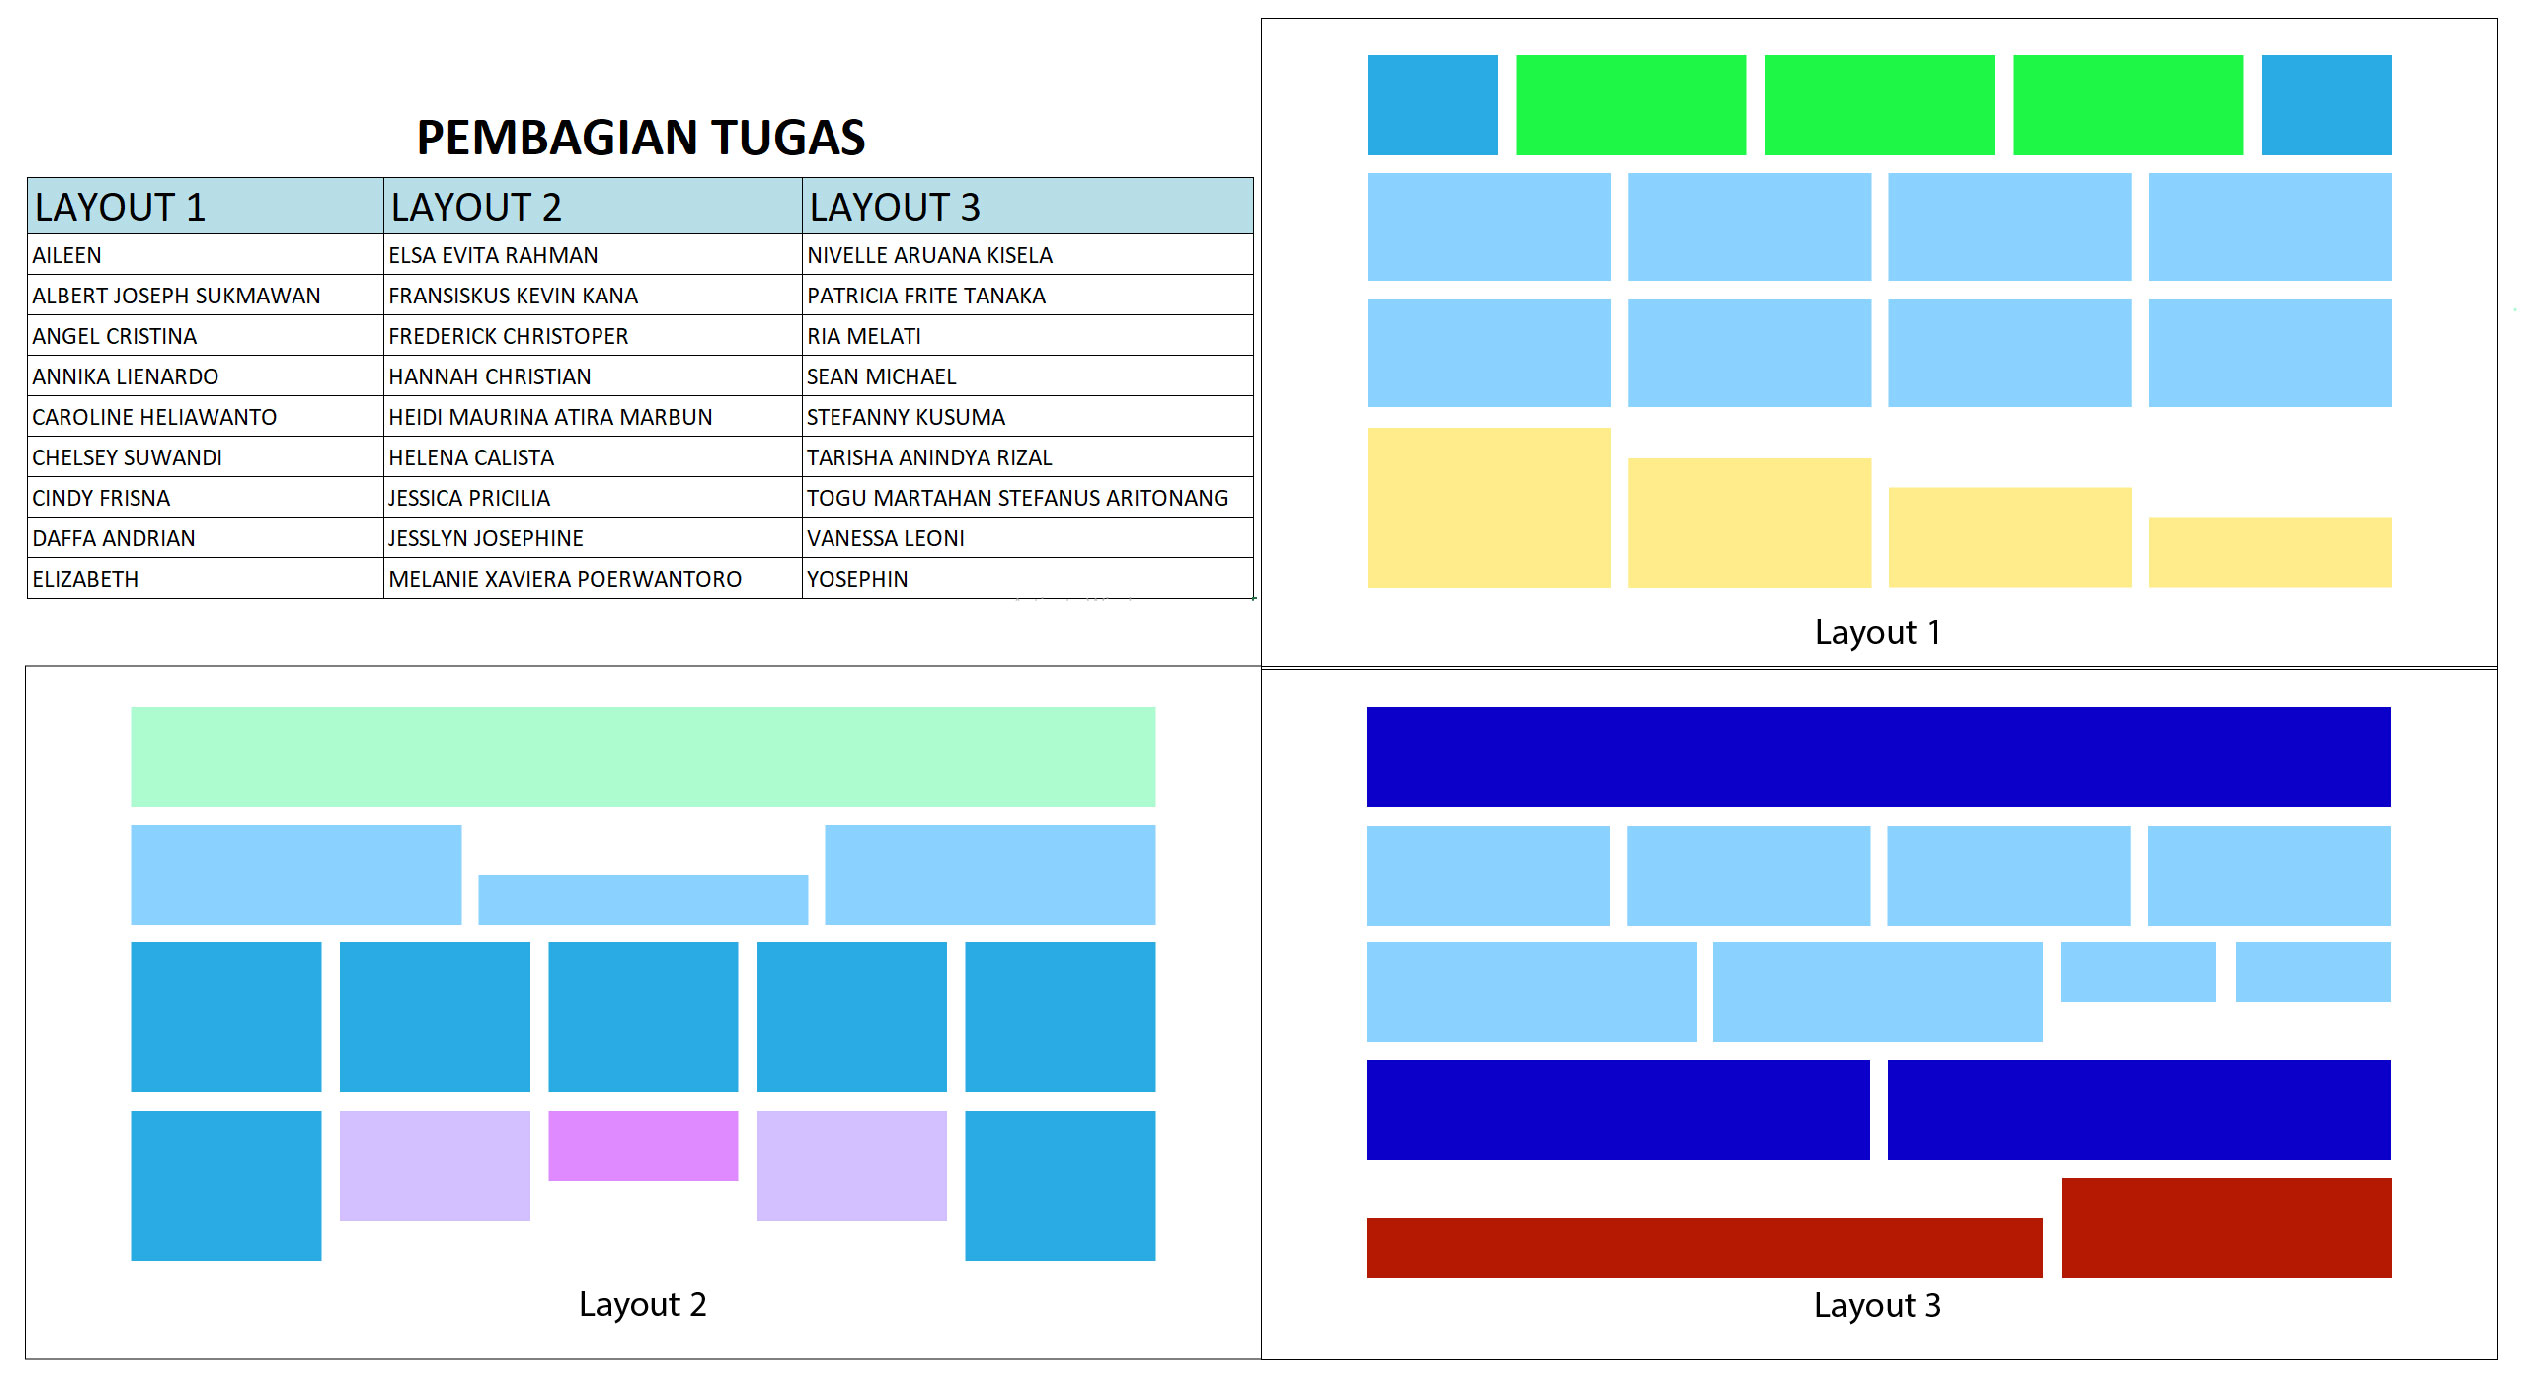 PEMBAGIAN TUGAS
LAYOUT 1 LAYOUT 2 LAYOUT 3
AILEEN ELSA EVITA RAHMAN NIVELLE ARUANA KISELA
ALBERT JOSEPH SUKMAWAN FRANSISKUS KEVIN KANA PATRICIA FRITE TANAKA
ANGEL CRISTINA FREDERICK CHRISTOPER RIA MELATI
ANNIKA LIENARDO HANNAH CHRISTIAN SEAN MICHAEL
CAROLINE HELIAWANTO HEIDI MAURINA ATIRA MARBUN STEFANNY KUSUMA
CHELSEY SUWANDI HELENA CALISTA TARISHA ANINDYA RIZAL
CINDY FRISNA JESSICA PRICILIA TOGU MARTAHAN STEFANUS ARITONANG
DAFFA ANDRIAN JESSLYN JOSEPHINE VANESSA LEONI
ELIZABETH MELANIE XAVIERA POERWANTORO YOSEPHIN
Layout 1
Layout 2
Layout 3